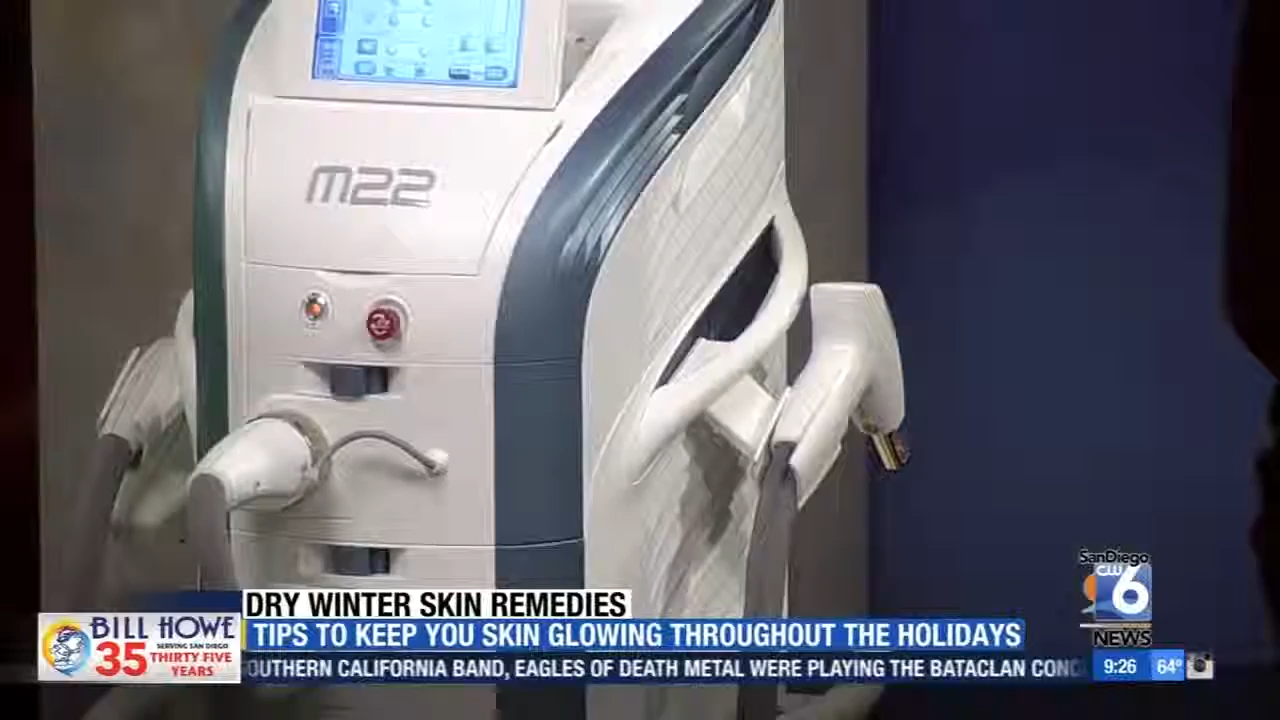 m22
DRY WINTER SKIN REMEDIES
TIPS TO KEEP YOU SKIN GLOWING THROUGHOUT THE HOLIDAYS
BILL HOWE
SERVING SAN DIEGO
35 THIRTY FIVE
YEARS
OUTHERN CALIFORNIA BAND, EAGLES OF DEATH METAL WERE PLAYING THE BATACLAN CONC
SanDiego
CW
6
NEWS
9:26 64°